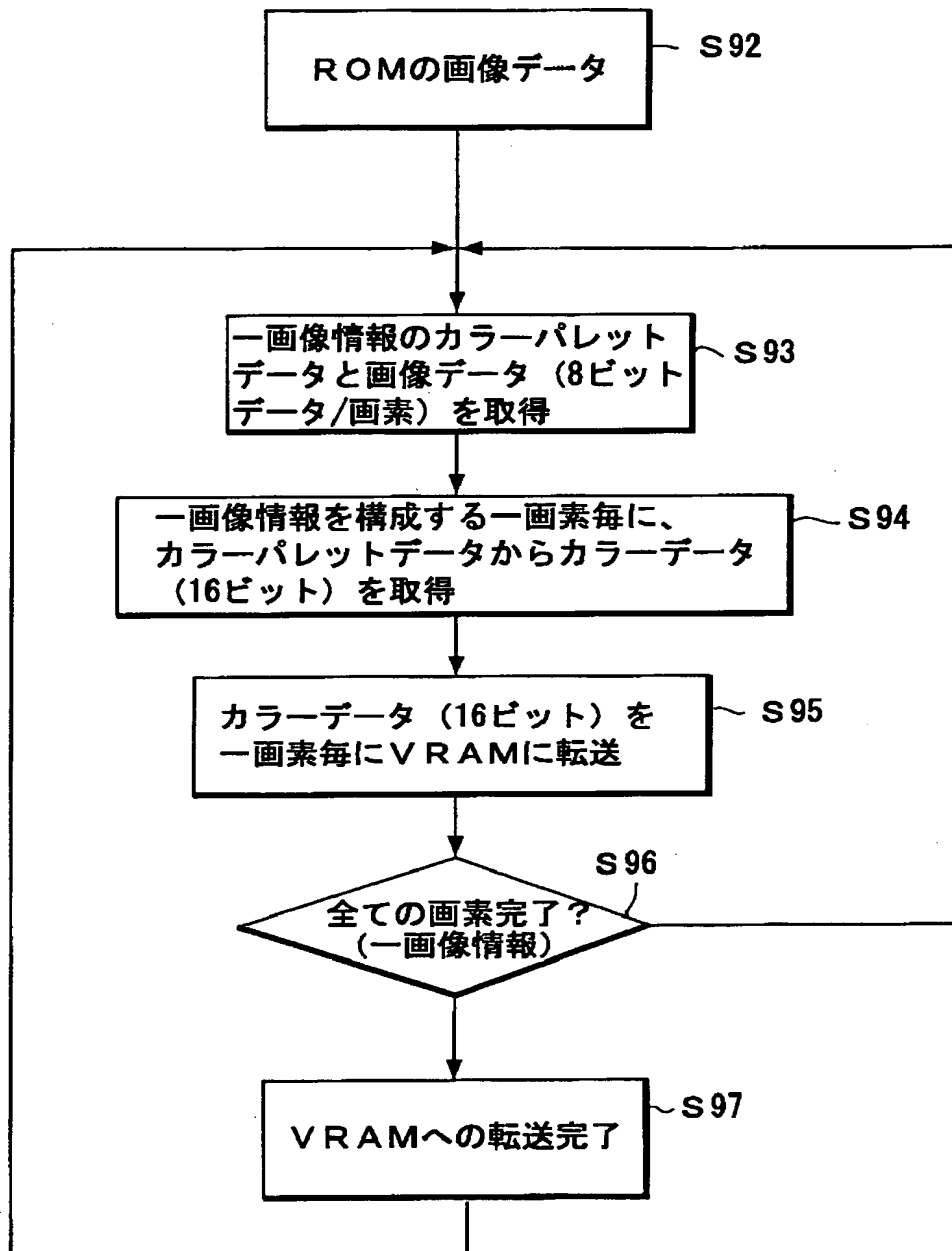 ROMの画像データ
S92
一画像情報のカラーパレット
データと画像データ(8ビット
データ/画素)を取得
S93
一画像情報を構成する一画素毎に、
カラーパレットデータからカラーデータ
(16ビット)を取得
S94
カラーデータ(16ビット)を
一画素毎にVRAMに転送
S95
S96
全ての画素完了?
(一画像情報)
VRAMへの転送完了
S97